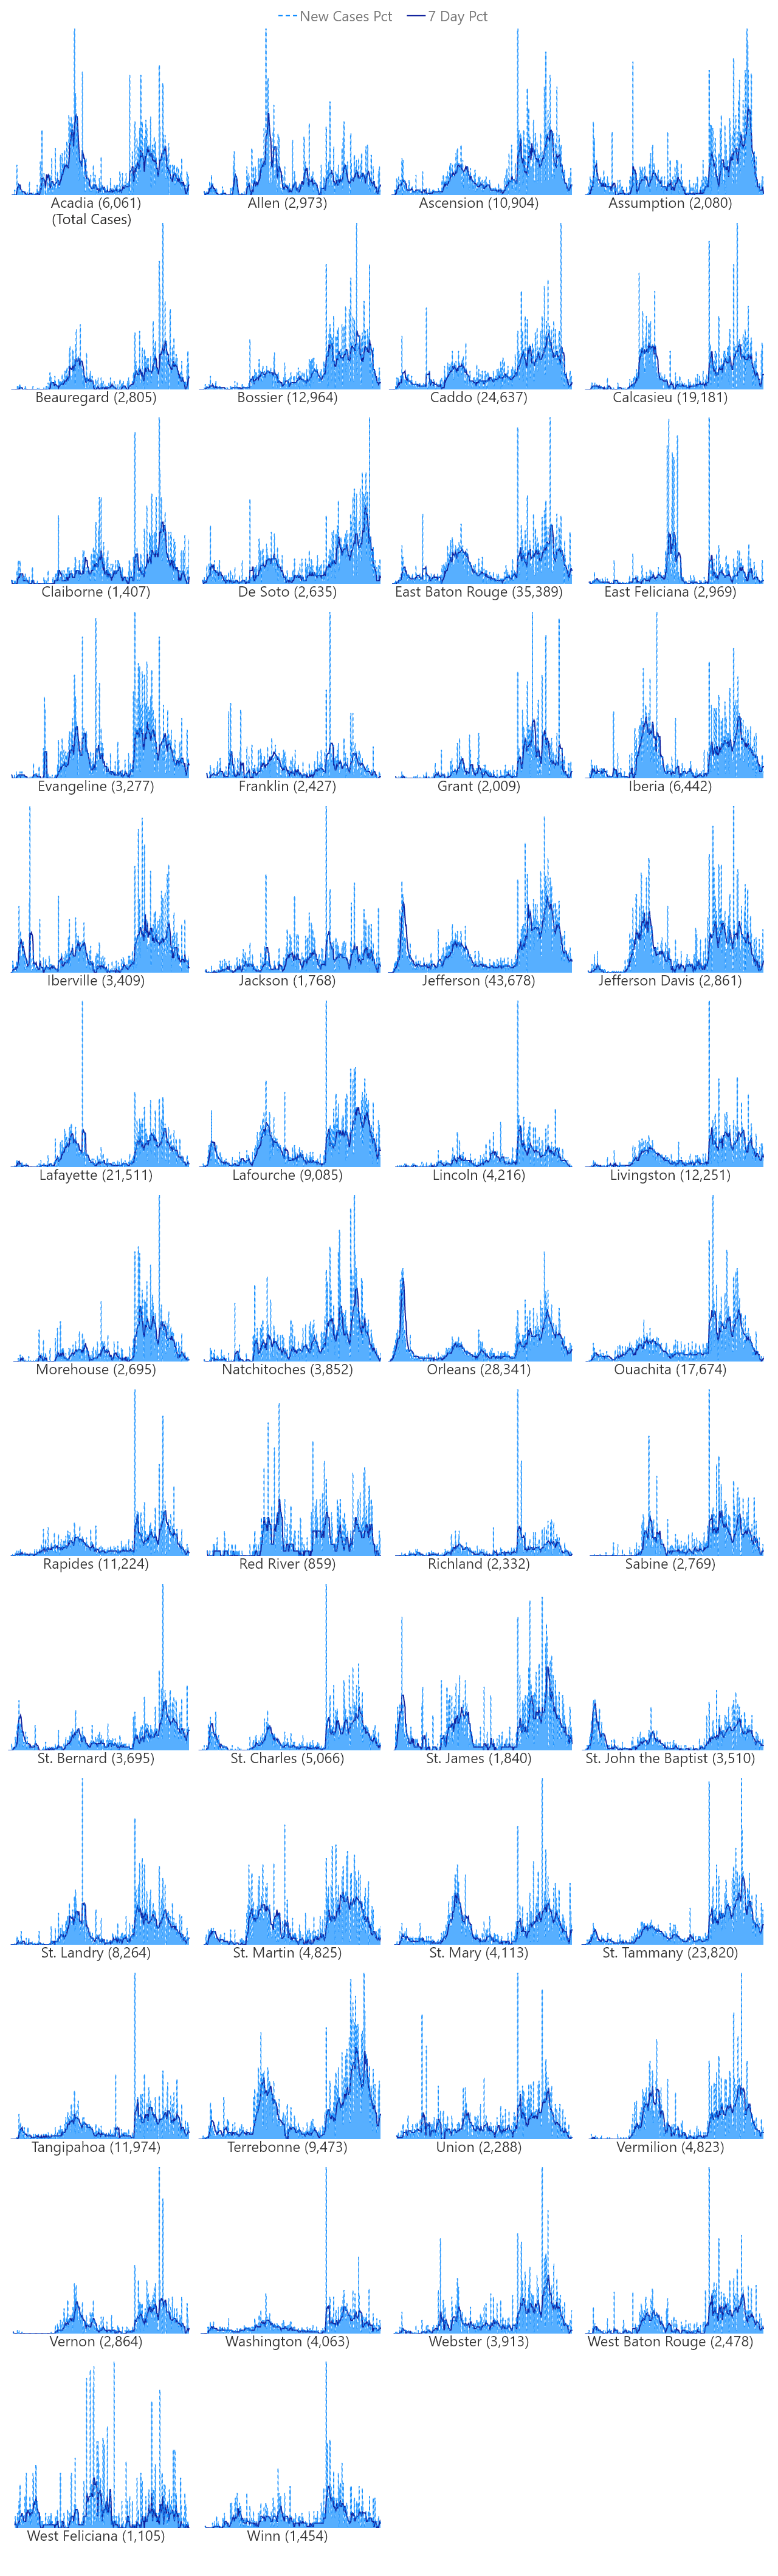 New Cases Pct 7 Day Pct
Acadia (6,061) Allen (2,973) Ascension (10,904) Assumption (2,080)
(Total Cases)
Beauregard (2,805) Bossier (12,964) Caddo (24,637) Calcasieu (19,181)
Claiborne (1,407) De Soto (2,635) East Baton Rouge (35,389) East Feliciana (2,969)
Evangeline (3,277) Franklin (2,427) Grant (2,009) Iberia (6,442)
Iberville (3,409) Jackson (1,768) Jefferson (43,678) Jefferson Davis (2,861)
Lafayette (21,511) Lafourche (9,085) Lincoln (4,216) Livingston (12,251)
Morehouse (2,695) Natchitoches (3,852) Orleans (28,341) Ouachita (17,674)
Rapides (11,224) Red River (859) Richland (2,332) Sabine (2,769)
St. Bernard (3,695) St. Charles (5,066) St. James (1,840) St. John the Baptist (3,510)
St. Landry (8,264) St. Martin (4,825) St. Mary (4,113) St. Tammany (23,820)
Tangipahoa (11,974) Terrebonne (9,473) Union (2,288) Vermilion (4,823)
Vernon (2,864) Washington (4,063) Webster (3,913) West Baton Rouge (2,478)
West Feliciana (1,105) Winn (1,454)